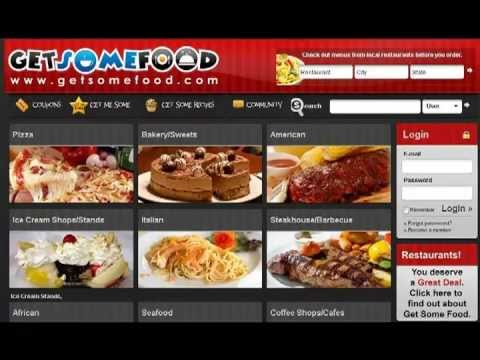 GETSOMEFOOD
www.getsomefood.com
Check out menus from local restaurants before you order.
Restaurant City State
COUPONS GET ME SOME GET SOME RECIPES COMMUNITY Search User
Pizza Bakery/Sweets American
Login
E-mail
Password
Remember Login »
» Forgot password?
» Become a member
Ice Cream Shops/Stands Italian Steakhouse/Barbecue
Restaurants!
You deserve
a Great Deal.
Click here to
find out about
Get Some Food.
Ice Cream Stands,
African Seafood Coffee Shops/Cafes